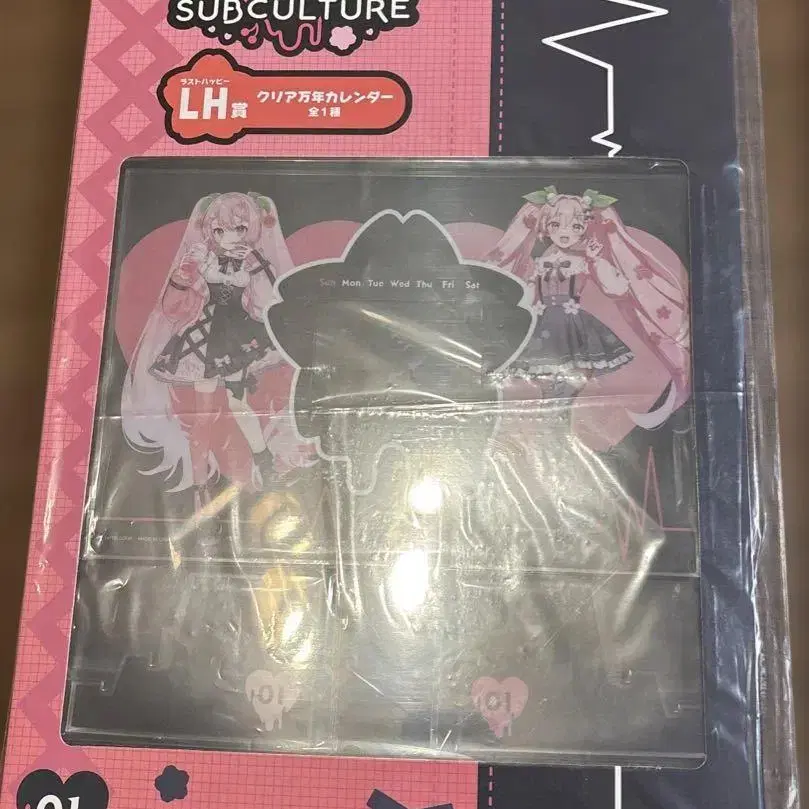 SUBCULTURE
ラストハッピー
LH賞
クリア万年カレンダー
全1種
Sun Mon Tue Wed Thu Fri Sat
01
01
01